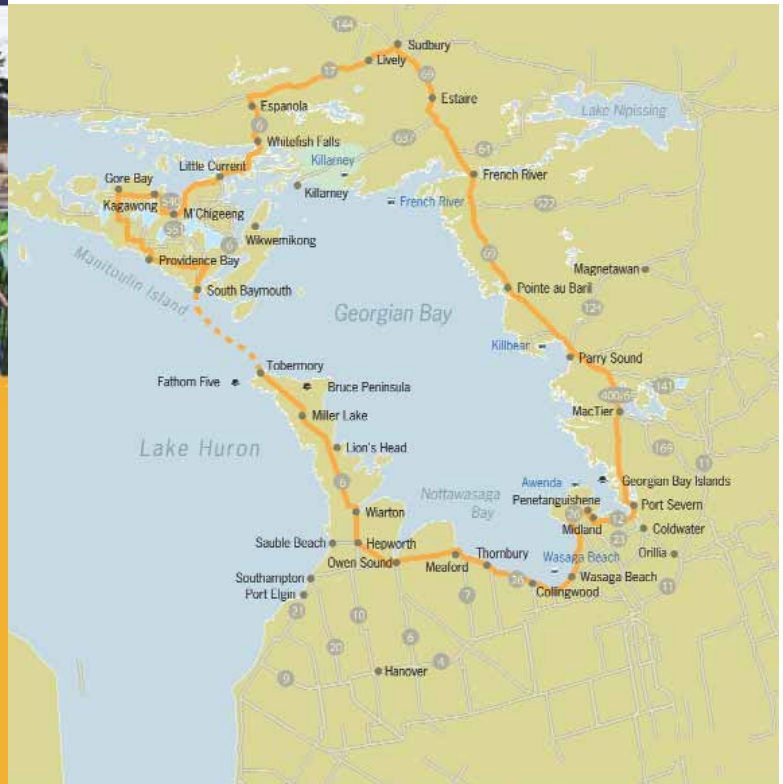 144
Sudbury
Lively
17
69
Estaire
Espanola
Lake Nipissing
6
Whitefish Falls
637
Killarney
61
Little Current
French River
Gore Bay
Killarney
540
French River
Kagawong
M'Chigeeng
522
551
6
Wikwemikong
69
Providence Bay
Magnetawan
Manitoulin Island
South Baymouth
Pointe au Baril
124
Georgian Bay
Killbear
Parry Sound
Tobermory
Fathom Five
Bruce Peninsula
141
400/69
Miller Lake
MacTier
Lake Huron
Lion's Head
169
11
Awenda
Georgian Bay Islands
6
Nottawasaga
Bay
Penetanguishene
Port Severn
Wiarton
12
Midland
Coldwater
23
Sauble Beach
Hepworth
Orillia
Owen Sound
Thornbury
Wasaga Beach
Meaford
Southampton
26
Wasaga Beach
Collingwood
11
Port Elgin
21
10
7
6
20
4
Hanover
9